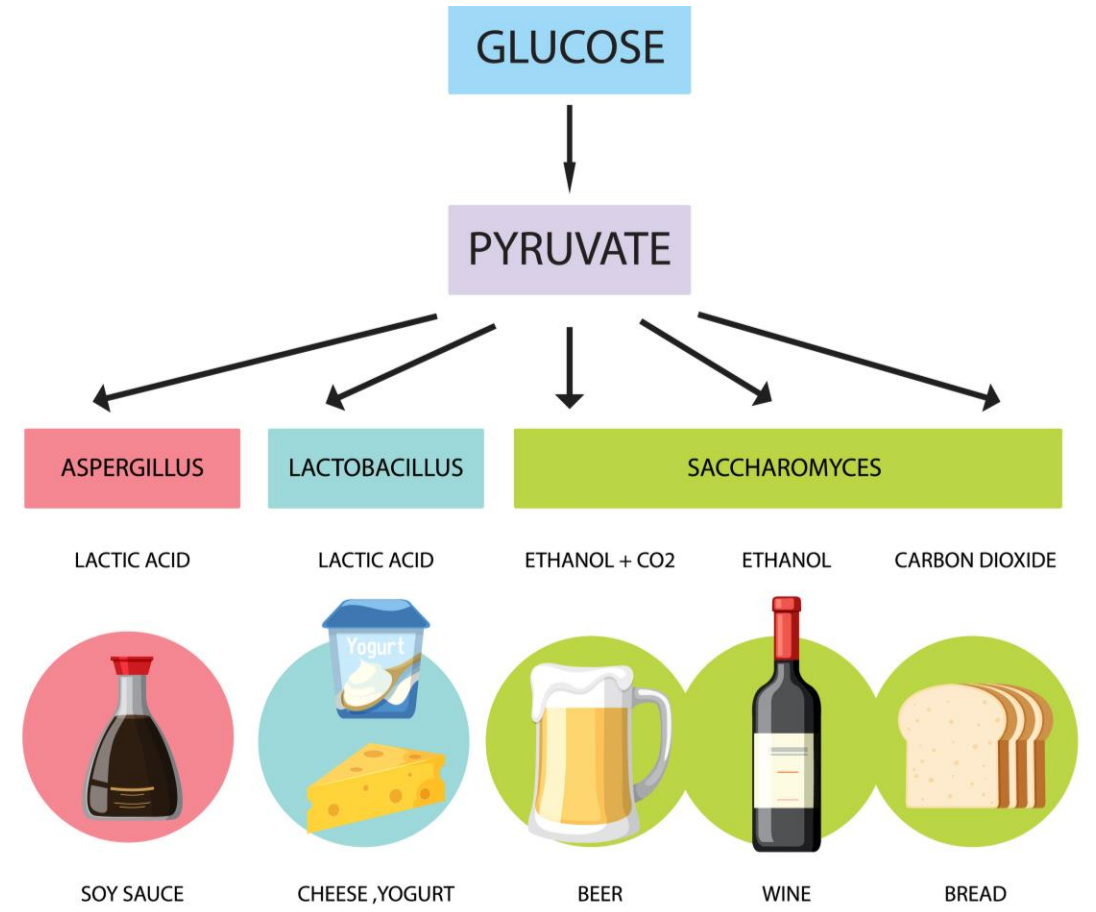 GLUCOSE
PYRUVATE
ASPERGILLUS
LACTOBACILLUS
SACCHAROMYCES
LACTIC ACID
LACTIC ACID
ETHANOL + CO2
ETHANOL
CARBON DIOXIDE
Yogurt
SOY SAUCE
CHEESE ,YOGURT
BEER
WINE
BREAD